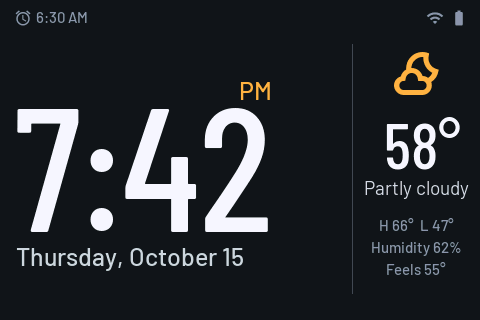 6:30 AM
PM
7:42
Thursday, October 15
58°
Partly cloudy
H 66° L 47°
Humidity 62%
Feels 55°